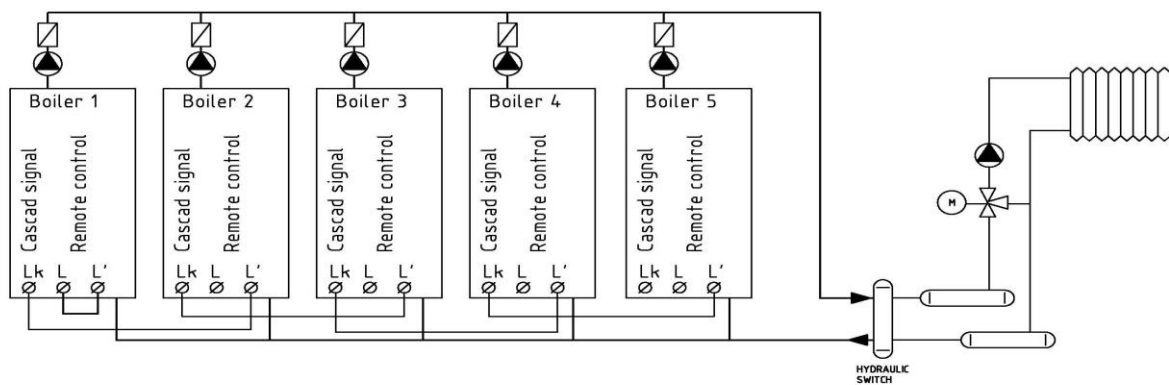 Boiler 1
Cascad signal
Remote control
Lk L L'
Boiler 2
Cascad signal
Remote control
Lk L L'
Boiler 3
Cascad signal
Remote control
Lk L L'
Boiler 4
Cascad signal
Remote control
Lk L L'
Boiler 5
Cascad signal
Remote control
Lk L L'
M
HYDRAULIC
SWITCH